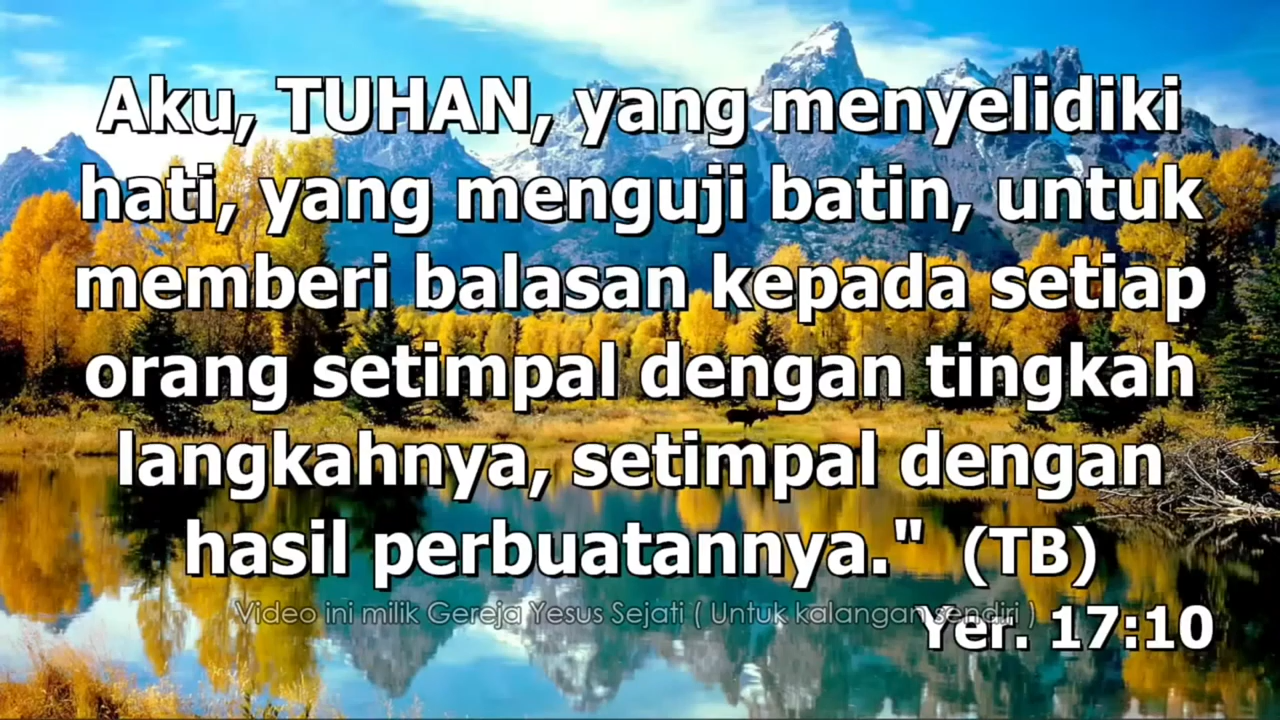 Aku, TUHAN, yang menyelidiki
hati, yang menguji batin, untuk
memberi balasan kepada setiap
orang setimpal dengan tingkah
langkahnya, setimpal dengan
hasil perbuatannya." (TB)
Video ini milik Gereja Yesus Sejati ( Untuk kalangan sendiri )
Yer. 17:10